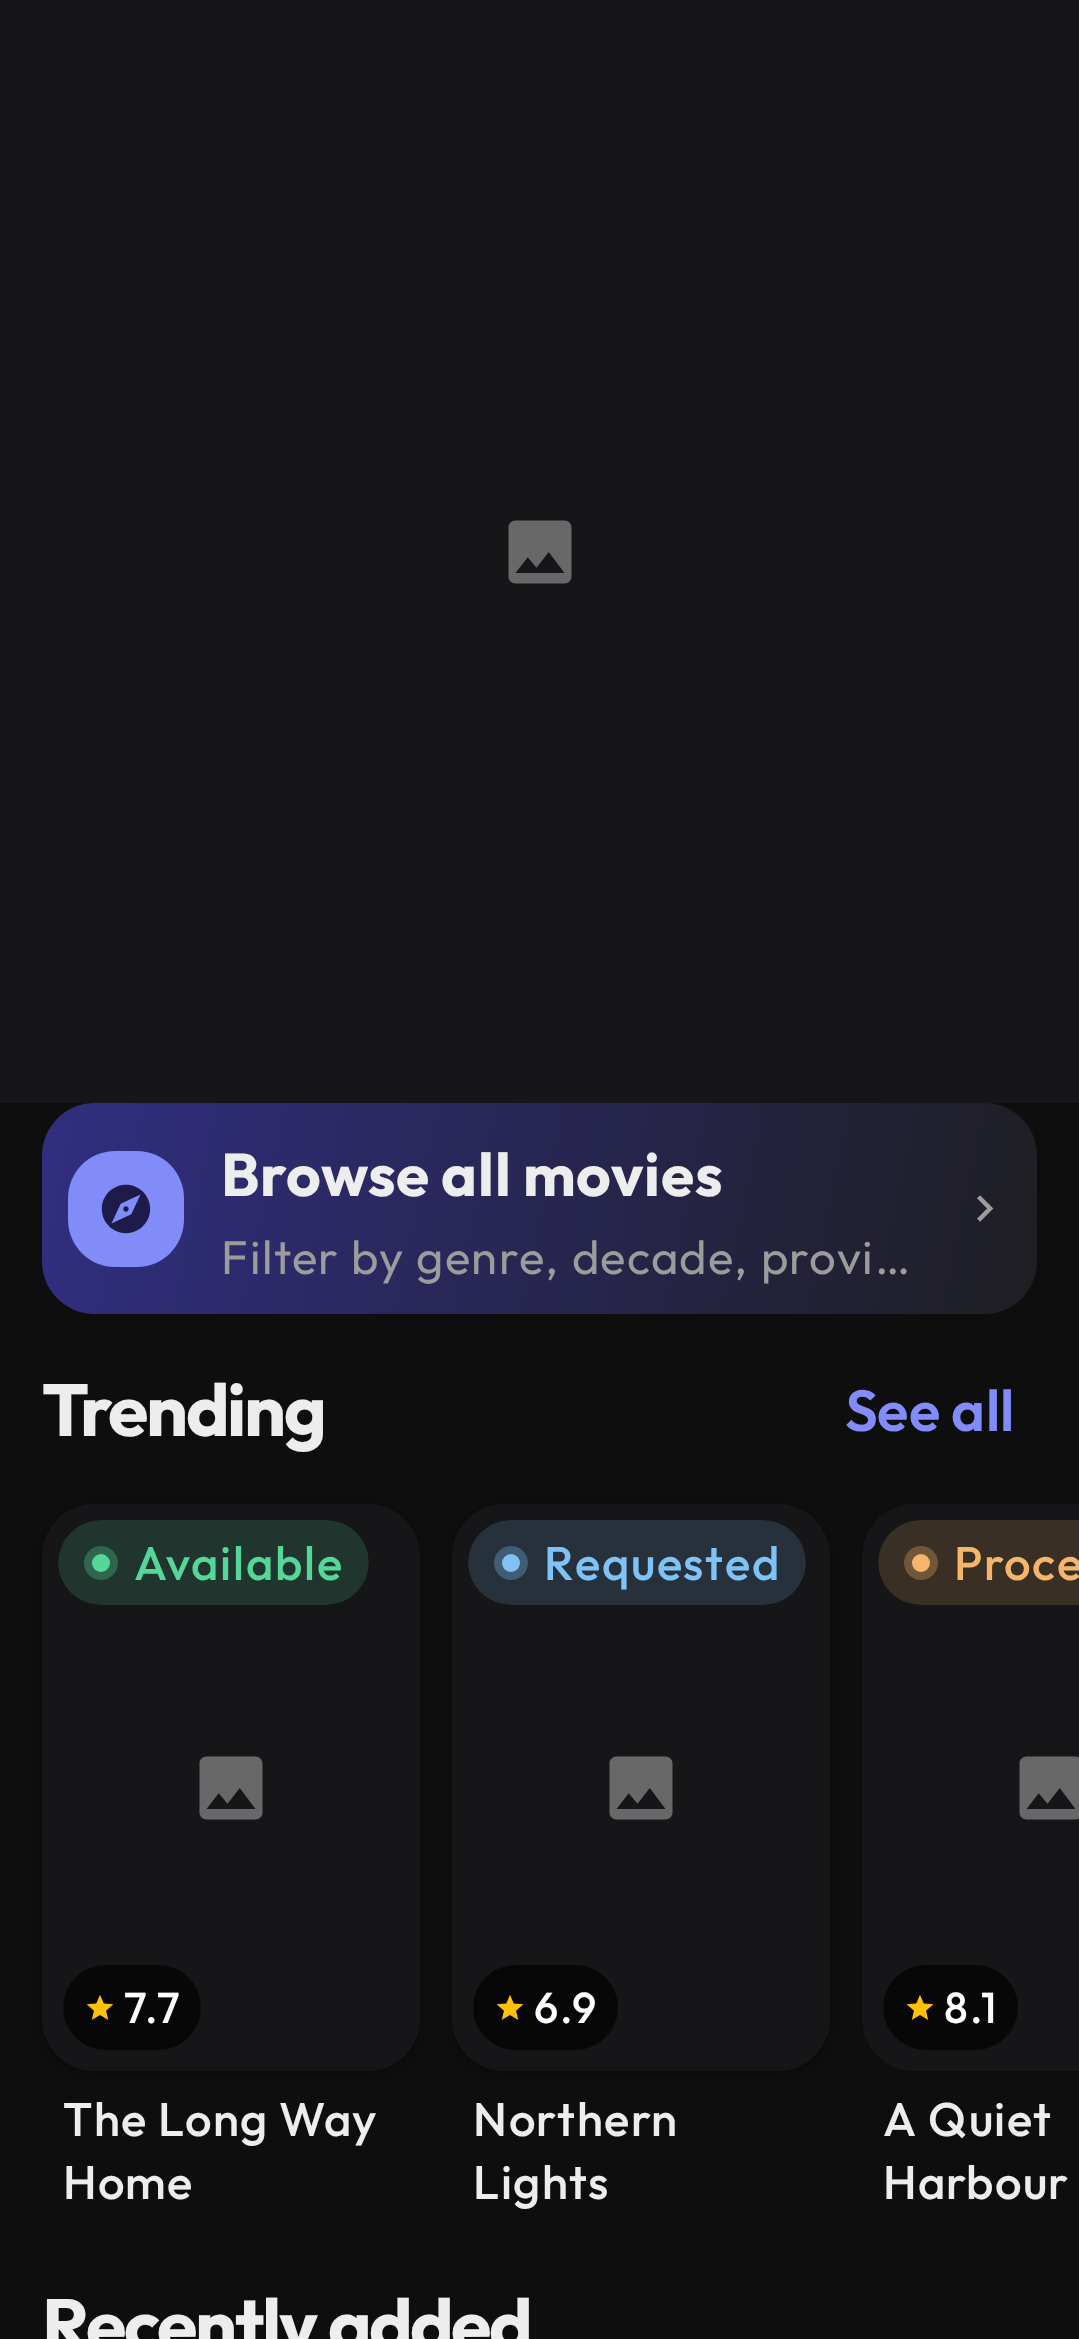 Browse all movies
Filter by genre, decade, provi...
Trending
See all
Available
Requested
Proce
7.7
6.9
8.1
The Long Way
Home
Northern
Lights
A Quiet
Harbour
Recently added